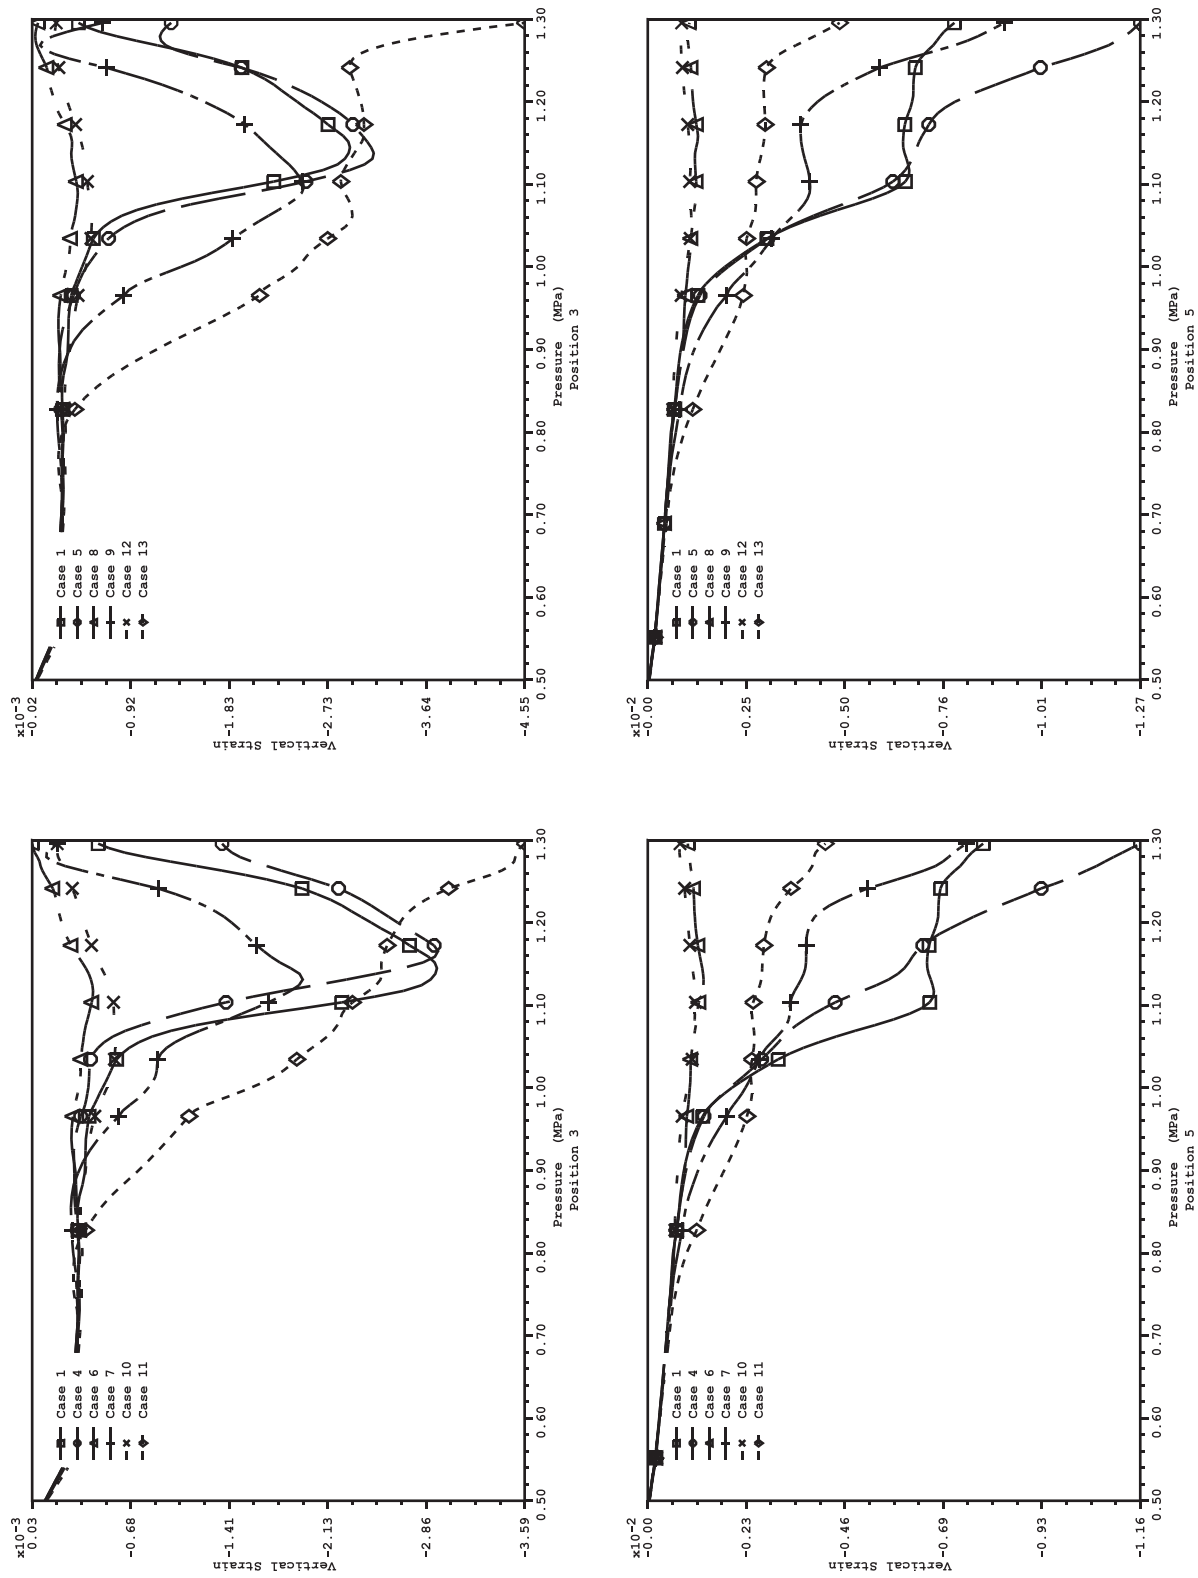 x10-3
0.03
-0.68
-1.41
-2.13
-2.86
-3.59
Vertical Strain
Case 1
Case 4
Case 6
Case 7
Case 10
Case 11
0.50 0.60 0.70 0.80 0.90 1.00 1.10 1.20 1.30
Pressure (MPa)
Position 3
x10-3
-0.02
-0.92
-1.83
-2.73
-3.64
-4.55
Vertical Strain
Case 1
Case 5
Case 8
Case 9
Case 12
Case 13
0.50 0.60 0.70 0.80 0.90 1.00 1.10 1.20 1.30
Pressure (MPa)
Position 3
x10-2
-0.00
-0.23
-0.46
-0.69
-0.93
-1.16
Vertical Strain
Case 1
Case 4
Case 6
Case 7
Case 10
Case 11
0.50 0.60 0.70 0.80 0.90 1.00 1.10 1.20 1.30
Pressure (MPa)
Position 5
x10-2
-0.00
-0.25
-0.50
-0.76
-1.01
-1.27
Vertical Strain
Case 1
Case 5
Case 8
Case 9
Case 12
Case 13
0.50 0.60 0.70 0.80 0.90 1.00 1.10 1.20 1.30
Pressure (MPa)
Position 5